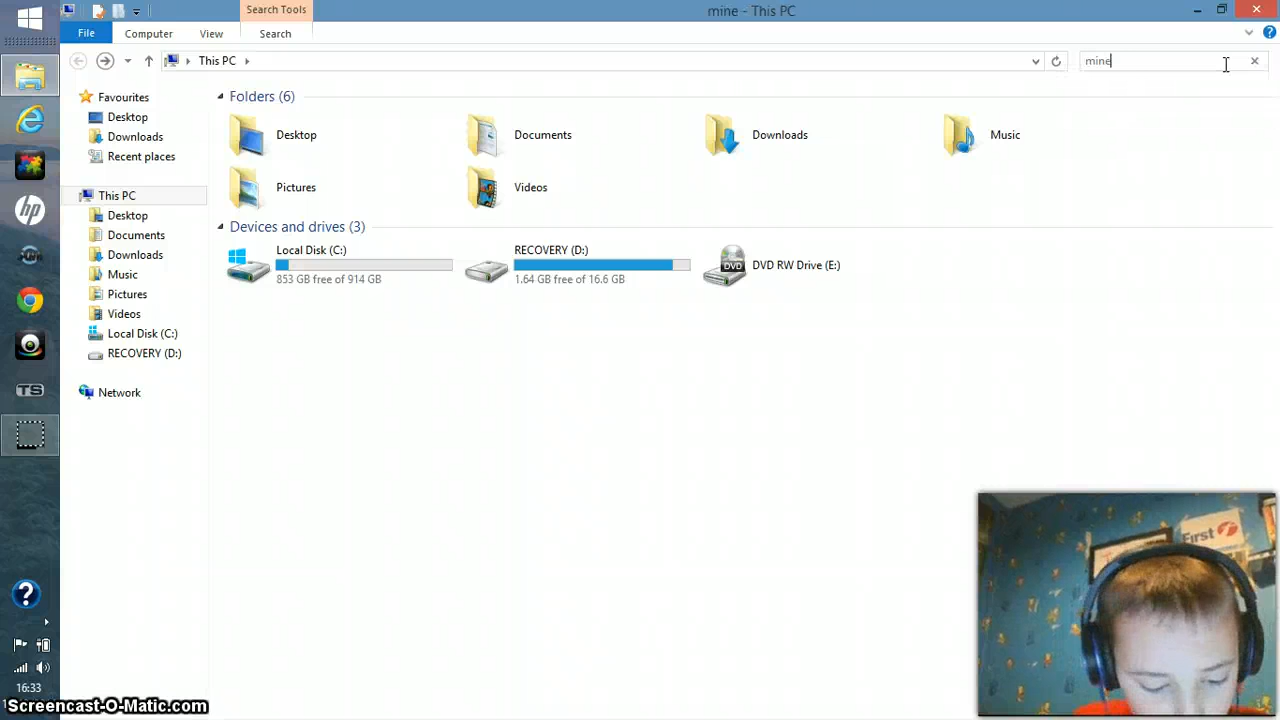 Search Tools
mine - This PC
File
Computer
View
Search
This PC
mine
Favourites
Desktop
Downloads
Recent places
This PC
Desktop
Documents
Downloads
Music
Pictures
Videos
Local Disk (C:)
RECOVERY (D:)
Network
Folders (6)
Desktop
Documents
Downloads
Music
Pictures
Videos
Devices and drives (3)
Local Disk (C:)
853 GB free of 914 GB
RECOVERY (D:)
1.64 GB free of 16.6 GB
DVD
DVD RW Drive (E:)
hp
TS
16:33
First
Screencast-O-Matic.com